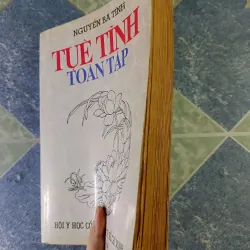 NGUYỄN BÁ TĨNH
TUỆ TĨNH
TOÀN TẬP
HỘI Y HỌC CỔ